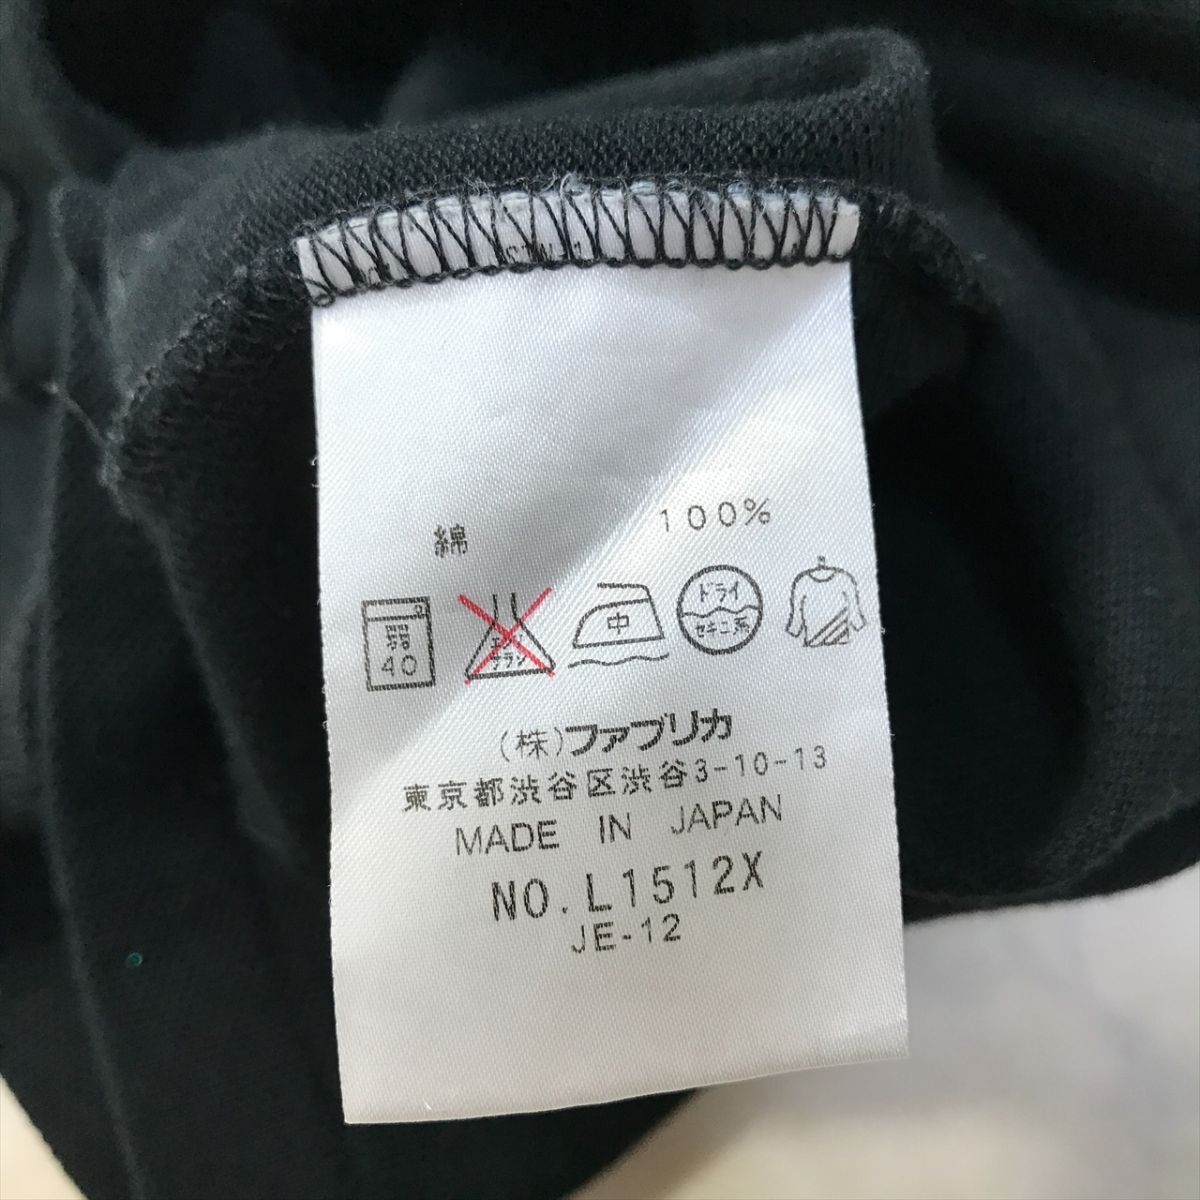 綿 100%
弱 40
エンソ サラシ
中
ドライ
セキユ系
(株)ファブリカ
東京都渋谷区渋谷3-10-13
MADE IN JAPAN
NO.L1512X
JE-12